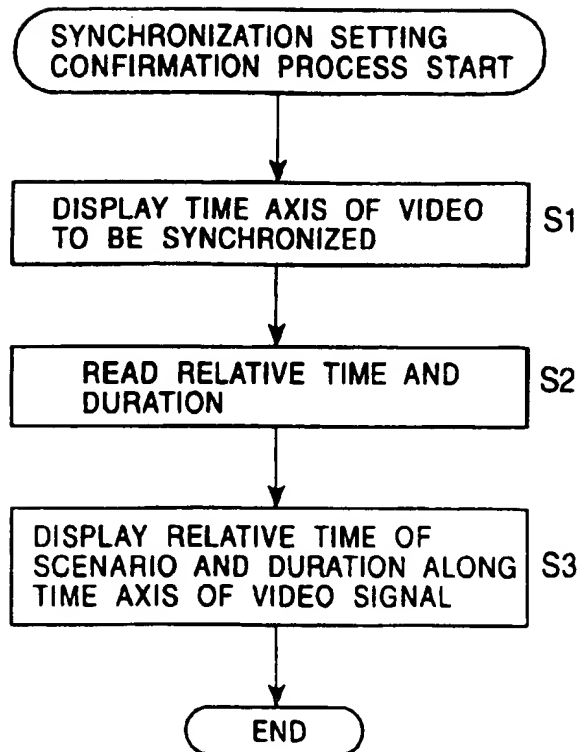 SYNCHRONIZATION SETTING
CONFIRMATION PROCESS START
DISPLAY TIME AXIS OF VIDEO
TO BE SYNCHRONIZED
S1
READ RELATIVE TIME AND
DURATION
S2
DISPLAY RELATIVE TIME OF
SCENARIO AND DURATION ALONG
TIME AXIS OF VIDEO SIGNAL
S3
END